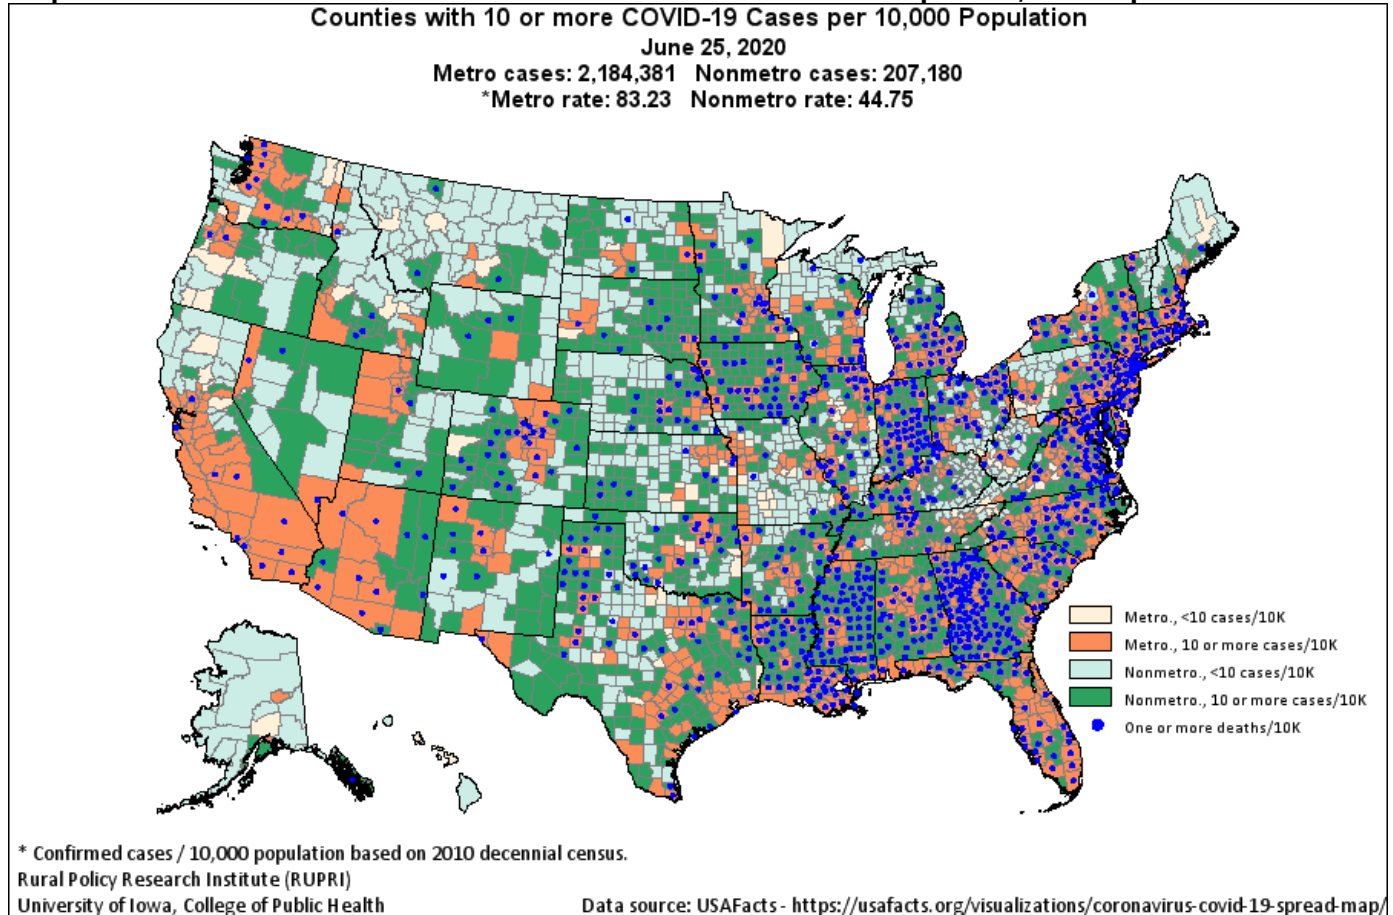 Counties with 10 or more COVID-19 Cases per 10,000 Population
June 25, 2020
Metro cases: 2,184,381 Nonmetro cases: 207,180
*Metro rate: 83.23 Nonmetro rate: 44.75
Metro., <10 cases/10K
Metro., 10 or more cases/10K
Nonmetro., <10 cases/10K
Nonmetro., 10 or more cases/10K
One or more deaths/10K
* Confirmed cases / 10,000 population based on 2010 decennial census.
Rural Policy Research Institute (RUPRI)
University of Iowa, College of Public Health
Data source: USAFacts - https://usafacts.org/visualizations/coronavirus-covid-19-spread-map/